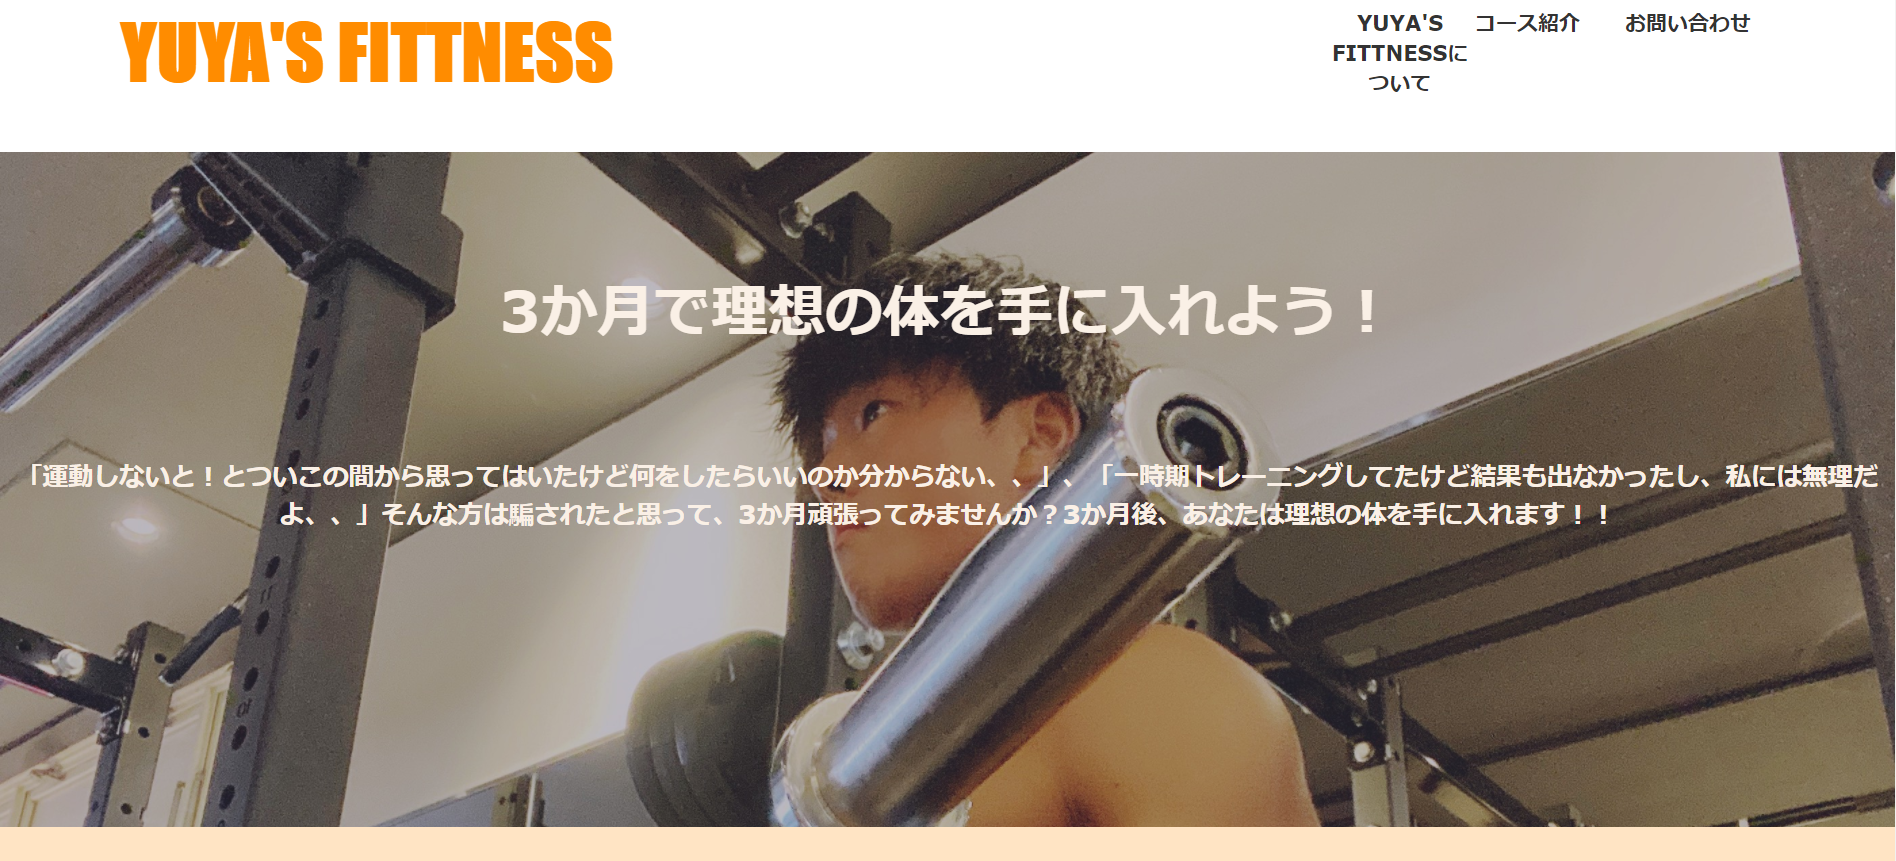 YUYA'S FITTNESS
YUYA'S
FITTNESSに
ついて
コース紹介
お問い合わせ
3か月で理想の体を手に入れよう！
「運動しないと！とついこの間から思ってはいたけど何をしたらいいのか分からない、、」、「一時期トレーニングしてたけど結果も出なかったし、私には無理だ
よ、、」そんな方は騙されたと思って、3か月頑張ってみませんか？3か月後、あなたは理想の体を手に入れます！！